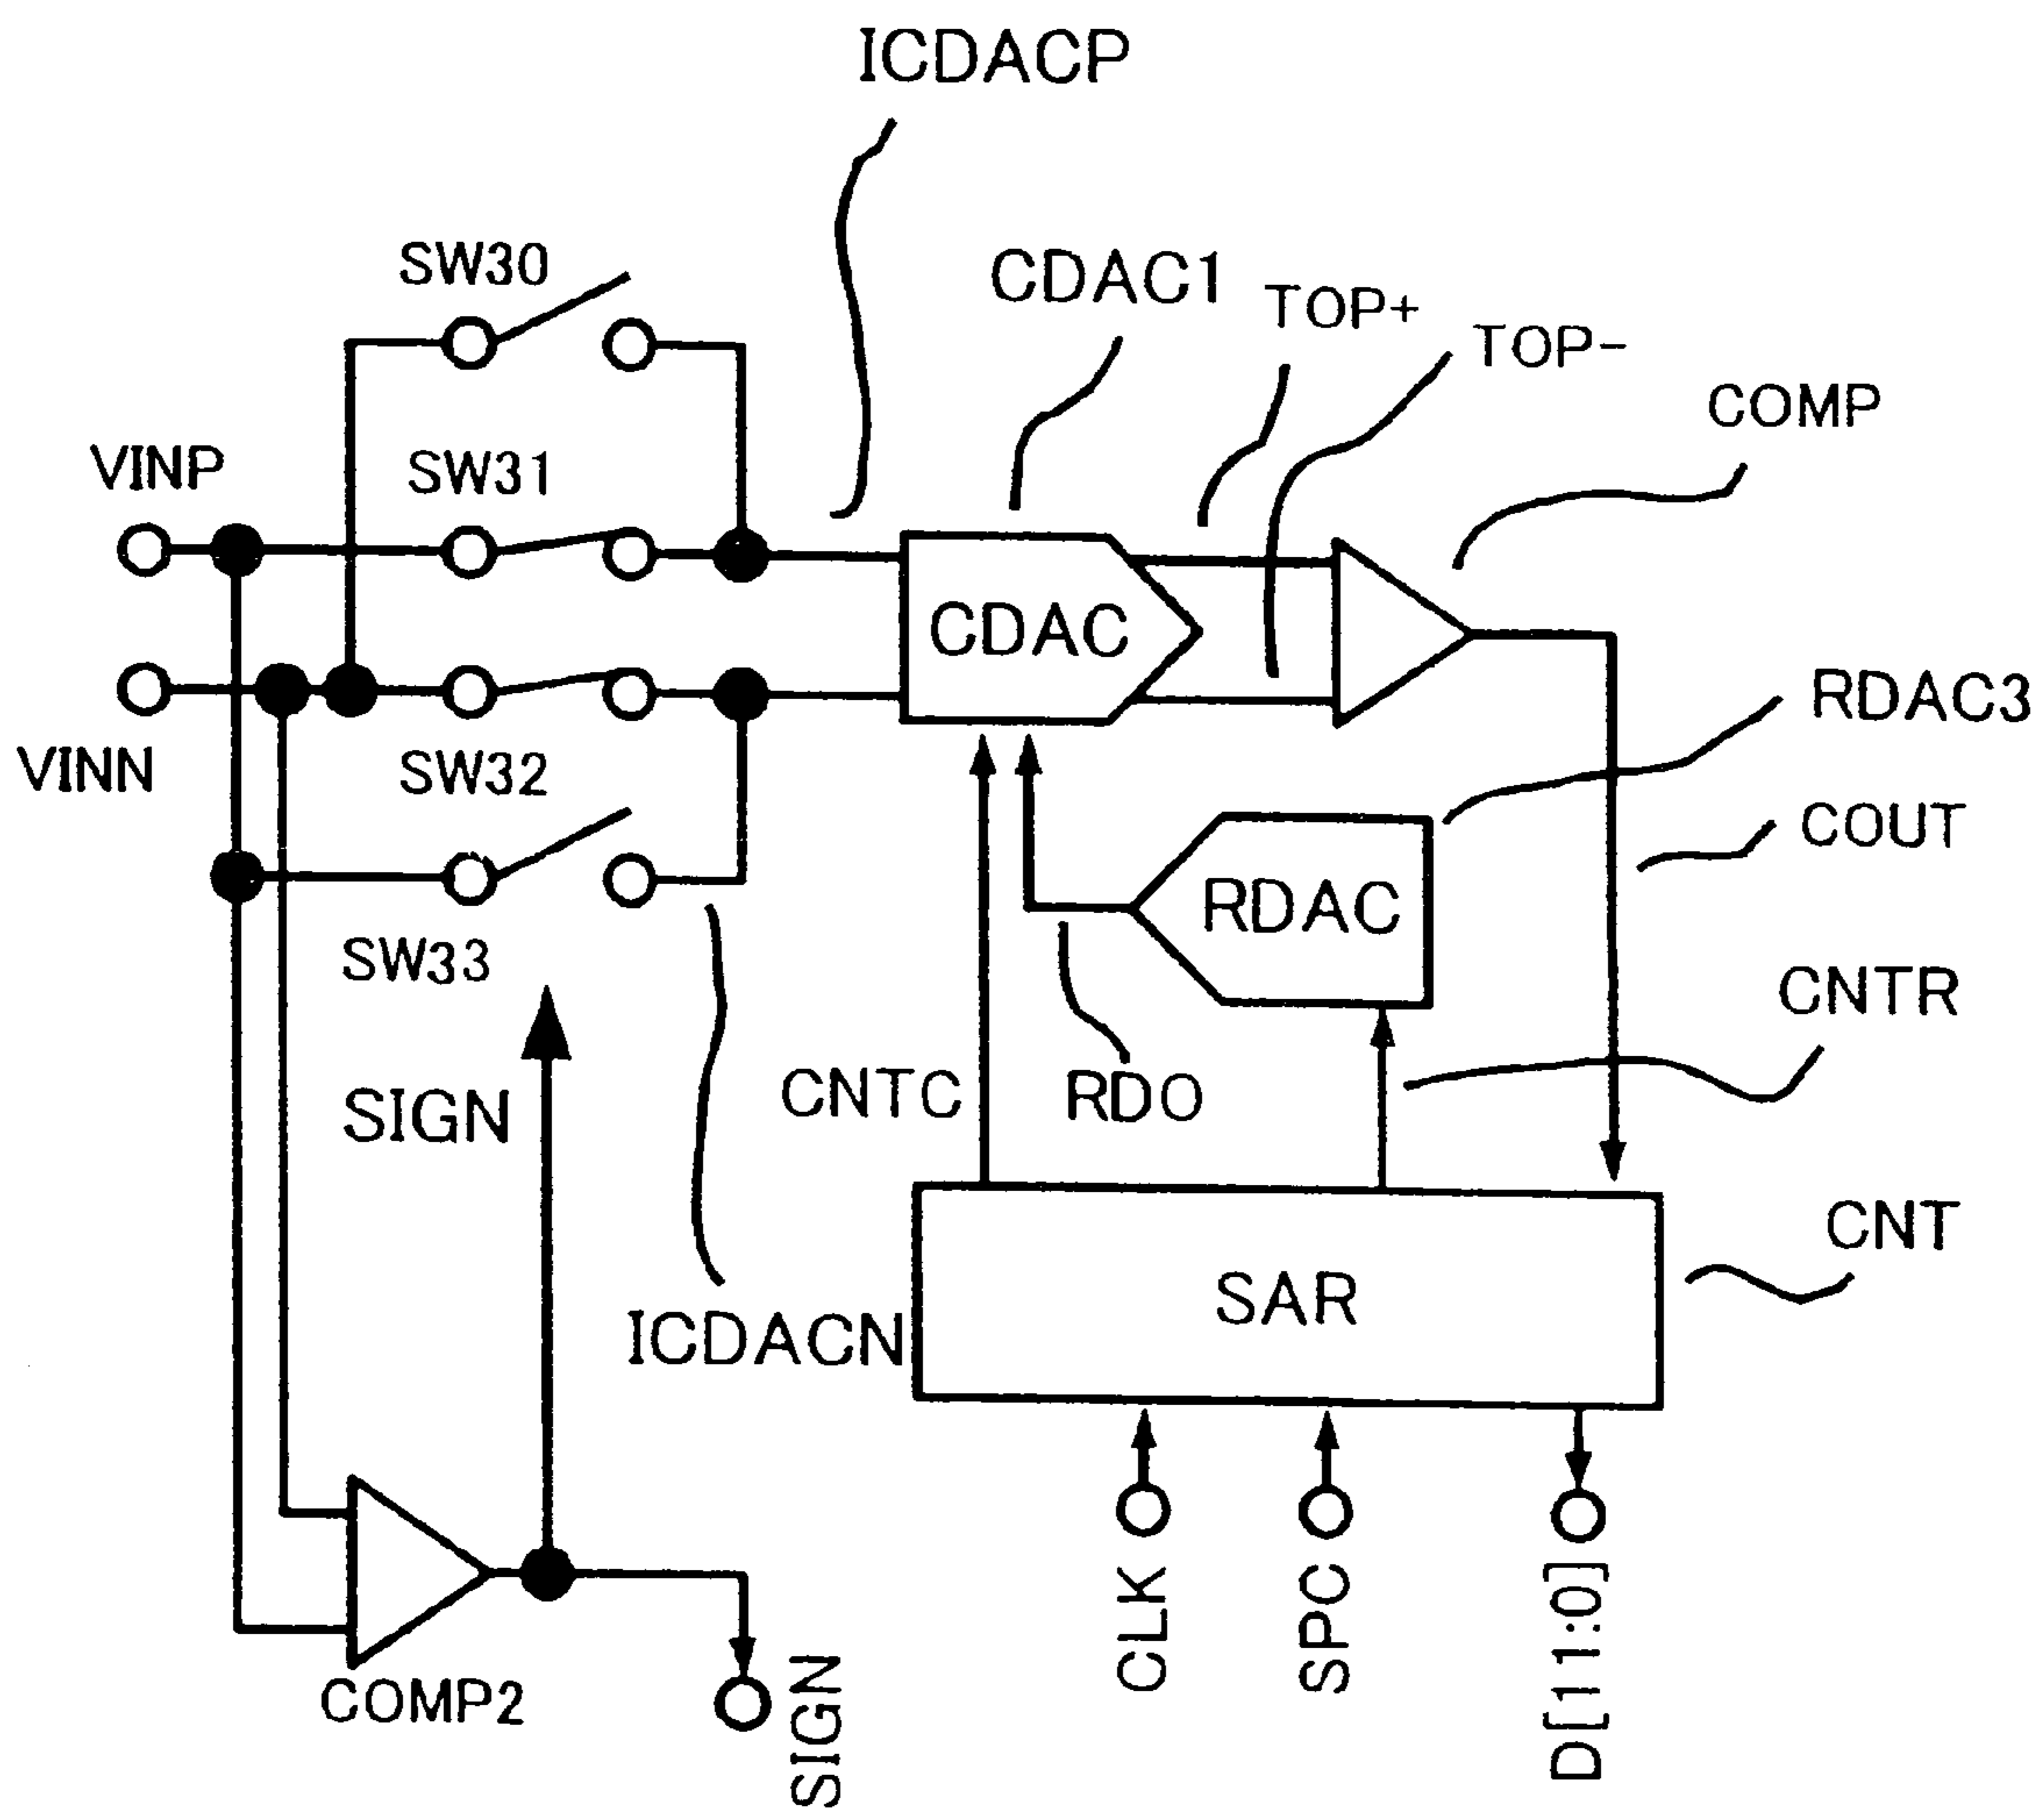 ICDACP
SW30
CDAC1
TOP+
TOP-
COMP
VINP
SW31
CDAC
RDAC3
VINN
SW32
COUT
RDAC
SW33
CNTR
SIGN
CNTC
RDO
CNT
ICDACN
SAR
COMP2
SIGN
CLK
SPC
D[11:0]